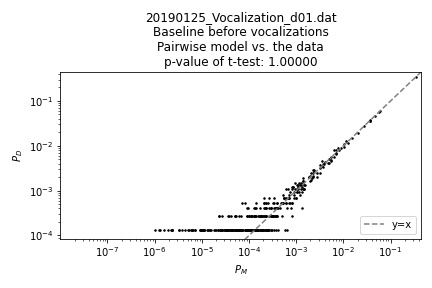 20190125_Vocalization_d01.dat
Baseline before vocalizations
Pairwise model vs. the data
p-value of t-test: 1.00000
10⁻¹
10⁻²
10⁻³
10⁻⁴
P_D
10⁻⁷ 10⁻⁶ 10⁻⁵ 10⁻⁴ 10⁻³ 10⁻² 10⁻¹
P_M
y=x